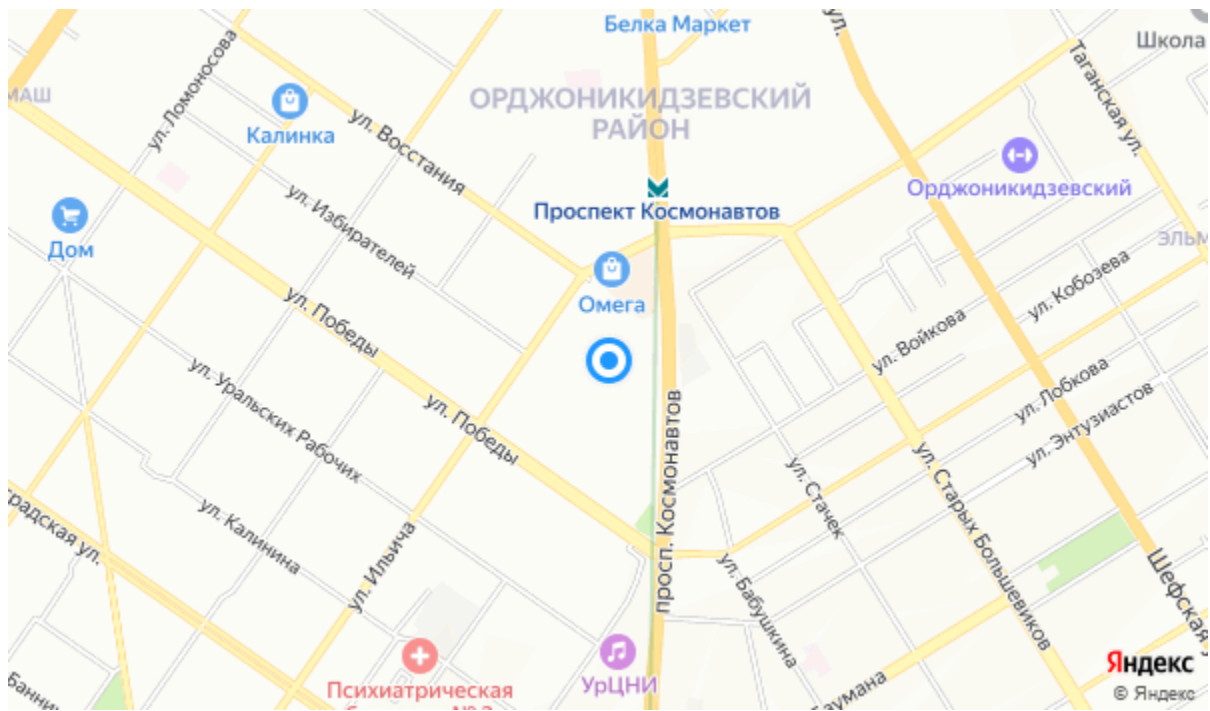 Белка Маркет
ул.
Школа
Таганская ул.
МАШ
ул. Ломоносова
Калинка
ул. Восстания
ОРДЖОНИКИДЗЕВСКИЙ
РАЙОН
Орджоникидзевский
Проспект Космонавтов
Дом
ул. Избирателей
ЭЛЬМ
Омега
ул. Кобозева
ул. Войкова
ул. Победы
ул. Уральских Рабочих
ул. Победы
ул. Лобкова
ул. Энтузиастов
просп. Космонавтов
ул. Стачек
ул. Старых Большевиков
градская ул.
ул. Калинина
ул. Ильича
ул. Бабушкина
Шефская у
Психиатрическая
УрЦНИ
Банни
Баумана
Яндекс
© Яндекс